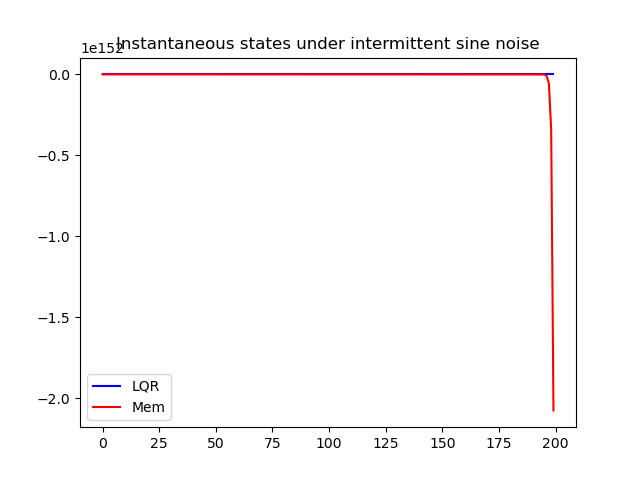 Instantaneous states under intermittent sine noise
1e152
0.0
−0.5
−1.0
−1.5
−2.0
LQR
Mem
0 25 50 75 100 125 150 175 200